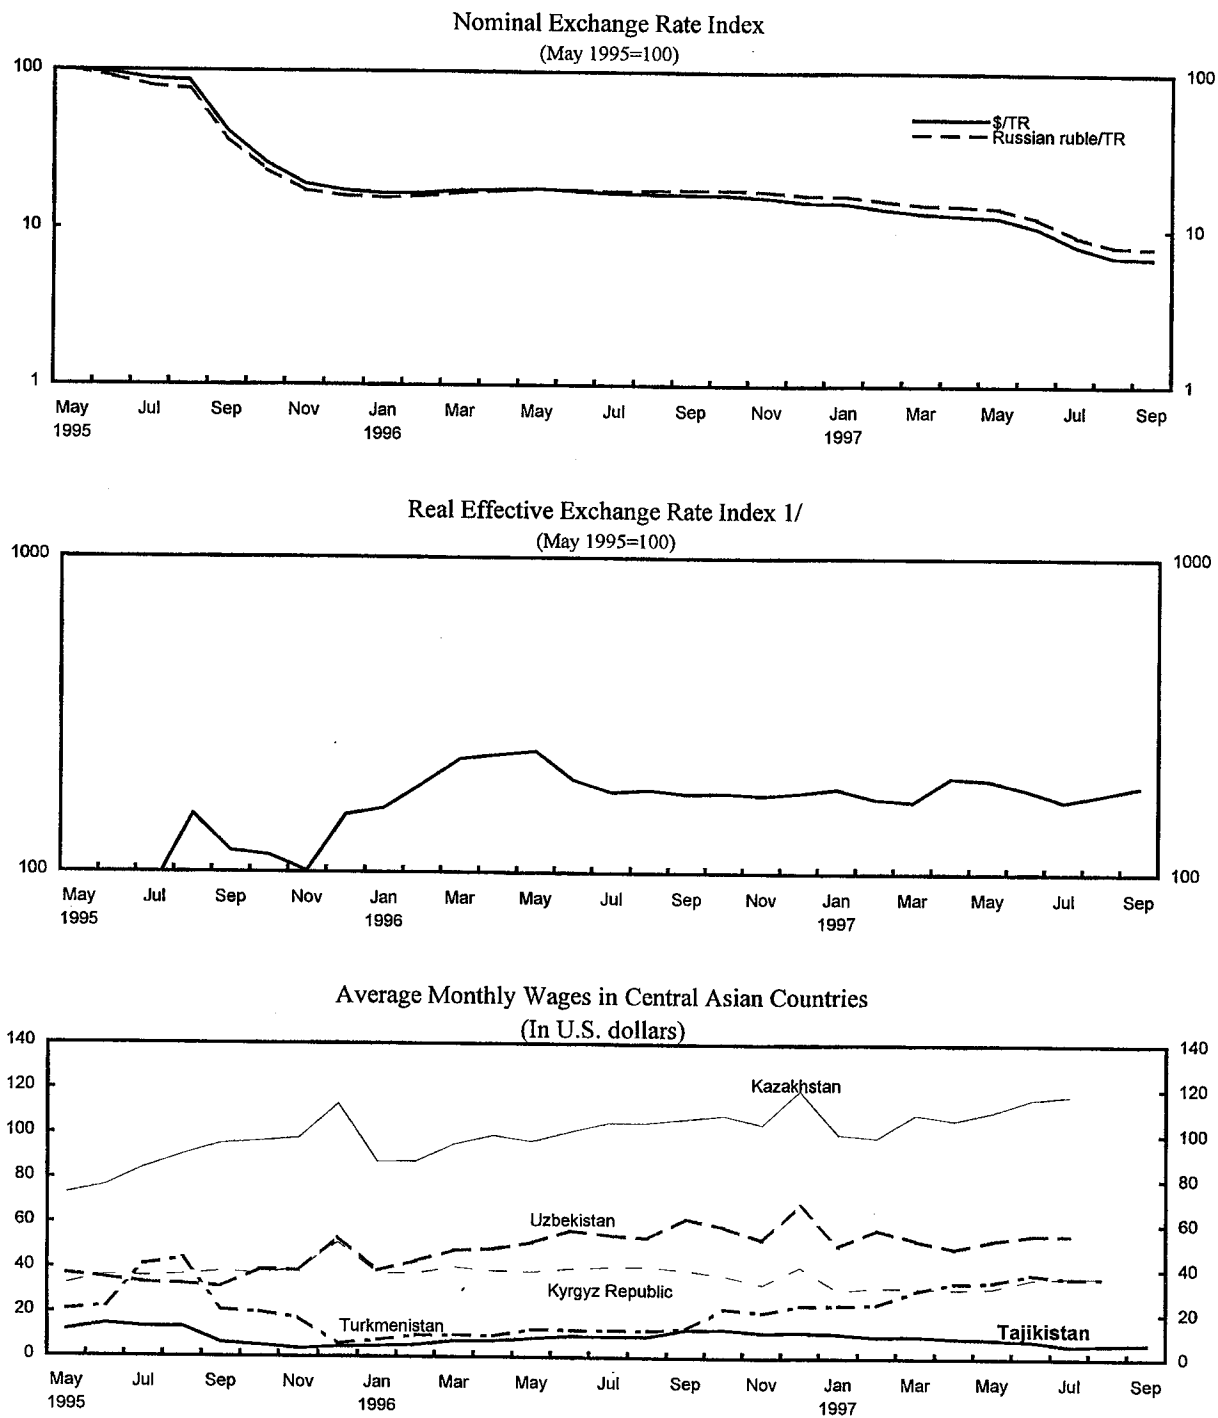 Nominal Exchange Rate Index
(May 1995=100)
100 100
$/TR
Russian ruble/TR
10 10
1 1
May Jul Sep Nov Jan Mar May Jul Sep Nov Jan Mar May Jul Sep
1995 1996 1997
Real Effective Exchange Rate Index 1/
(May 1995=100)
1000 1000
100 100
May Jul Sep Nov Jan Mar May Jul Sep Nov Jan Mar May Jul Sep
1995 1996 1997
Average Monthly Wages in Central Asian Countries
(In U.S. dollars)
140 140
Kazakhstan
120 120
100 100
80 80
Uzbekistan
60 60
40 40
Kyrgyz Republic
20 20
Turkmenistan Tajikistan
0 0
May Jul Sep Nov Jan Mar May Jul Sep Nov Jan Mar May Jul Sep
1995 1996 1997